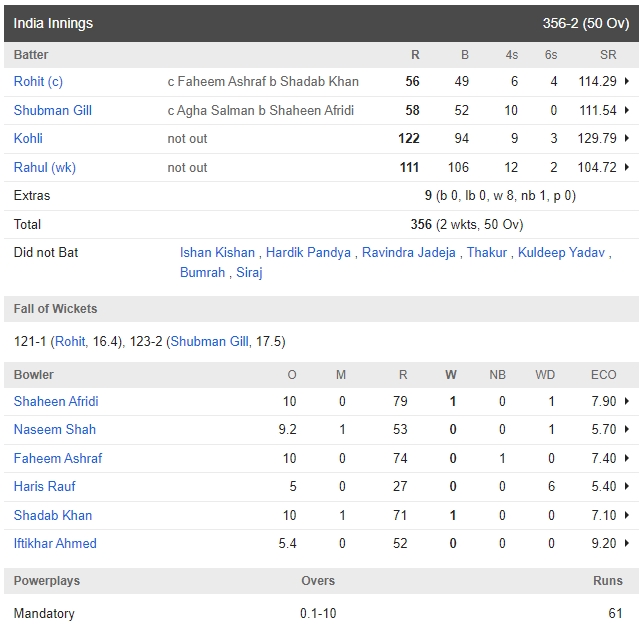 India Innings 356-2 (50 Ov)
Batter R B 4s 6s SR
Rohit (c) c Faheem Ashraf b Shadab Khan 56 49 6 4 114.29
Shubman Gill c Agha Salman b Shaheen Afridi 58 52 10 0 111.54
Kohli not out 122 94 9 3 129.79
Rahul (wk) not out 111 106 12 2 104.72
Extras 9 (b 0, lb 0, w 8, nb 1, p 0)
Total 356 (2 wkts, 50 Ov)
Did not Bat Ishan Kishan , Hardik Pandya , Ravindra Jadeja , Thakur , Kuldeep Yadav ,
Bumrah , Siraj
Fall of Wickets
121-1 (Rohit, 16.4), 123-2 (Shubman Gill, 17.5)
Bowler O M R W NB WD ECO
Shaheen Afridi 10 0 79 1 0 1 7.90
Naseem Shah 9.2 1 53 0 0 1 5.70
Faheem Ashraf 10 0 74 0 1 0 7.40
Haris Rauf 5 0 27 0 0 6 5.40
Shadab Khan 10 1 71 1 0 0 7.10
Iftikhar Ahmed 5.4 0 52 0 0 0 9.20
Powerplays Overs Runs
Mandatory 0.1-10 61